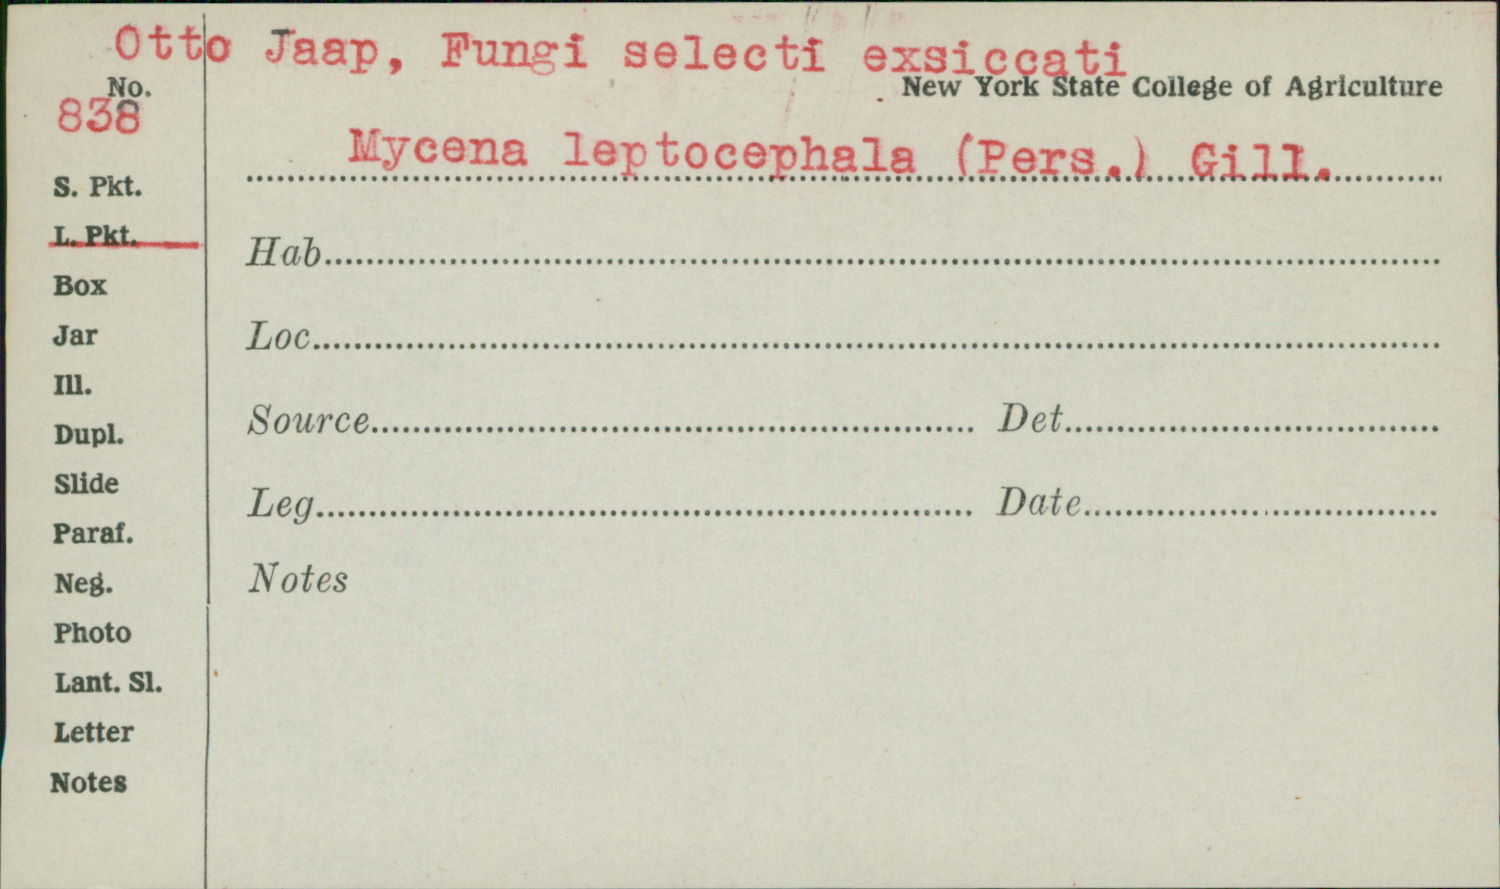 Otto Jaap, Fungi selecti exsiccati
No.
New York State College of Agriculture
838
Mycena leptocephala (Pers.) Gill.
S. Pkt.
L. Pkt.
Box
Jar
Ill.
Dupl.
Slide
Paraf.
Neg.
Photo
Lant. Sl.
Letter
Notes
Hab
Loc
Source Det
Leg Date
Notes